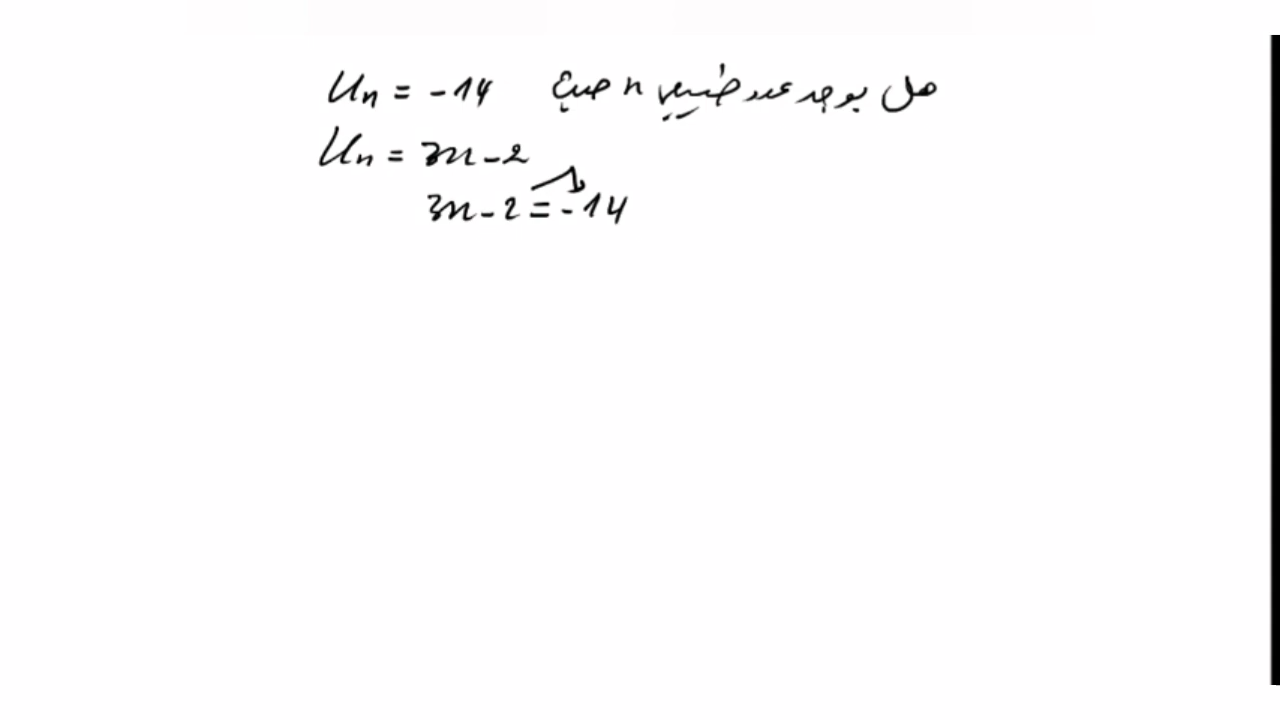 هل يوجد عدد طبيعي n حيث Un = -14
Un = 3n - 2
3n - 2 = -14